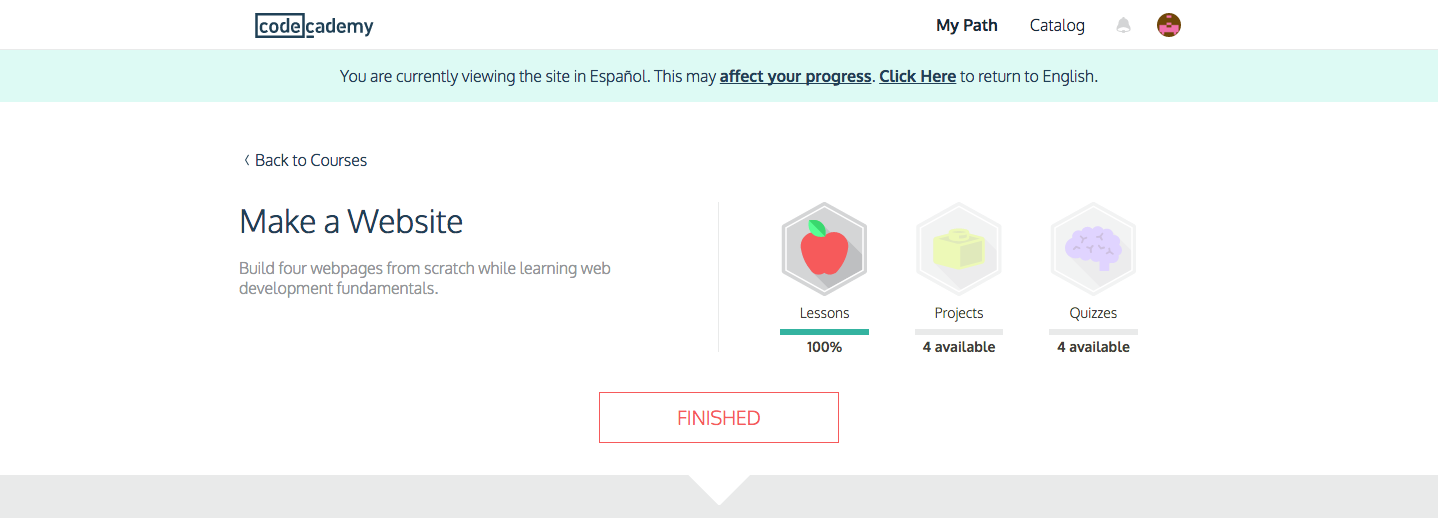 codecademy
My Path
Catalog
You are currently viewing the site in Español. This may affect your progress. Click Here to return to English.
Back to Courses
Make a Website
Build four webpages from scratch while learning web
development fundamentals.
Lessons
100%
Projects
4 available
Quizzes
4 available
FINISHED